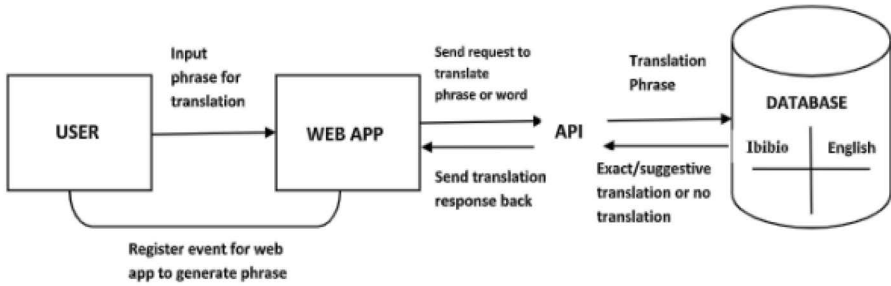 Input
phrase for
translation
USER
WEB APP
Send request to
translate
phrase or word
Send translation
response back
Register event for web
app to generate phrase
API
Translation
Phrase
Exact/suggestive
translation or no
translation
DATABASE
Ibibio
English